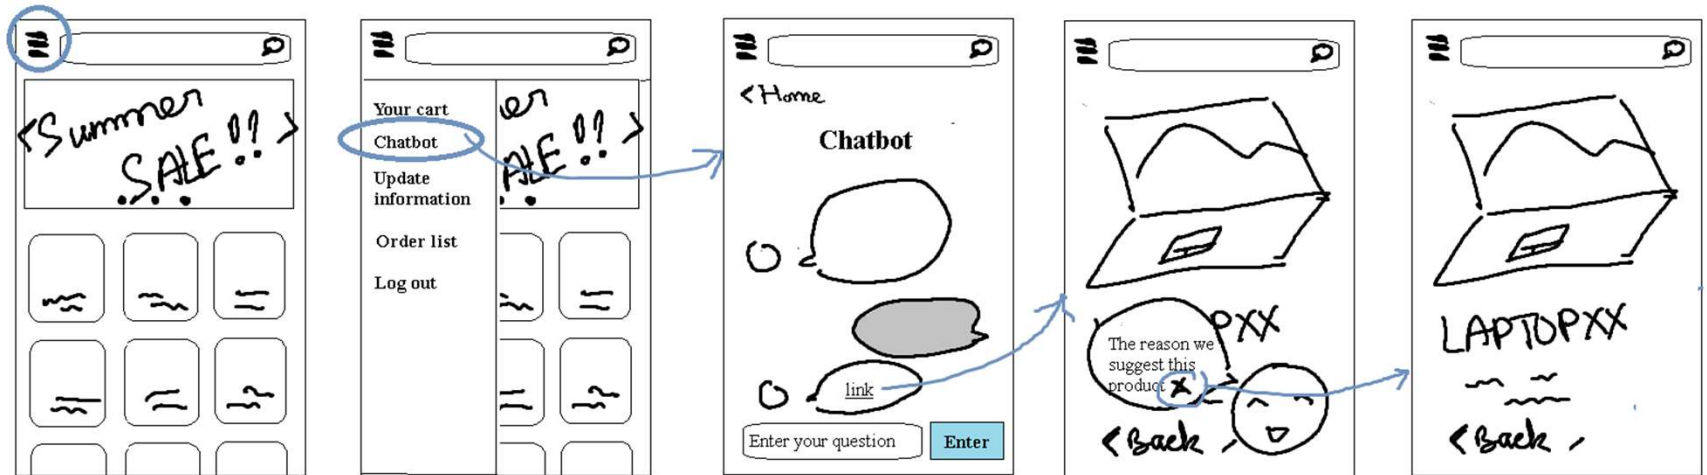 <Summer >
SALE!!
Your cart
Chatbot
Update
information
Order list
Log out
er >
ALE!!
<Home
Chatbot
link
Enter your question
Enter
PXX
The reason we
suggest this
product X
<Back
LAPTOPXX
<Back